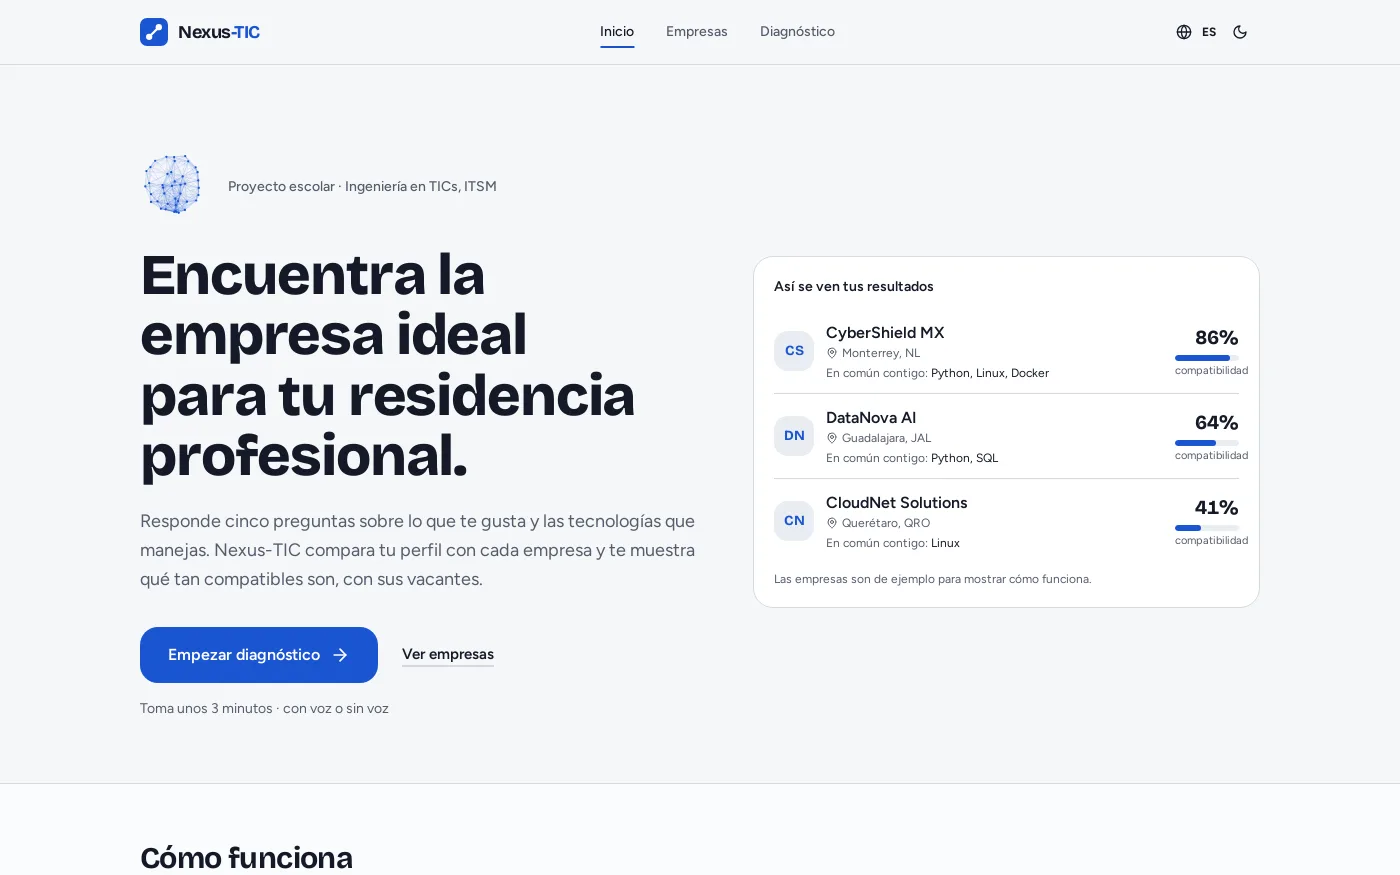 Nexus-TIC
Inicio
Empresas
Diagnóstico
ES
Proyecto escolar · Ingeniería en TICs, ITSM
Encuentra la
empresa ideal
para tu residencia
profesional.
Responde cinco preguntas sobre lo que te gusta y las tecnologías que
manejas. Nexus-TIC compara tu perfil con cada empresa y te muestra
qué tan compatibles son, con sus vacantes.
Empezar diagnóstico
Ver empresas
Toma unos 3 minutos · con voz o sin voz
Así se ven tus resultados
CS
CyberShield MX
Monterrey, NL
En común contigo: Python, Linux, Docker
86%
compatibilidad
DN
DataNova AI
Guadalajara, JAL
En común contigo: Python, SQL
64%
compatibilidad
CN
CloudNet Solutions
Querétaro, QRO
En común contigo: Linux
41%
compatibilidad
Las empresas son de ejemplo para mostrar cómo funciona.
Cómo funciona